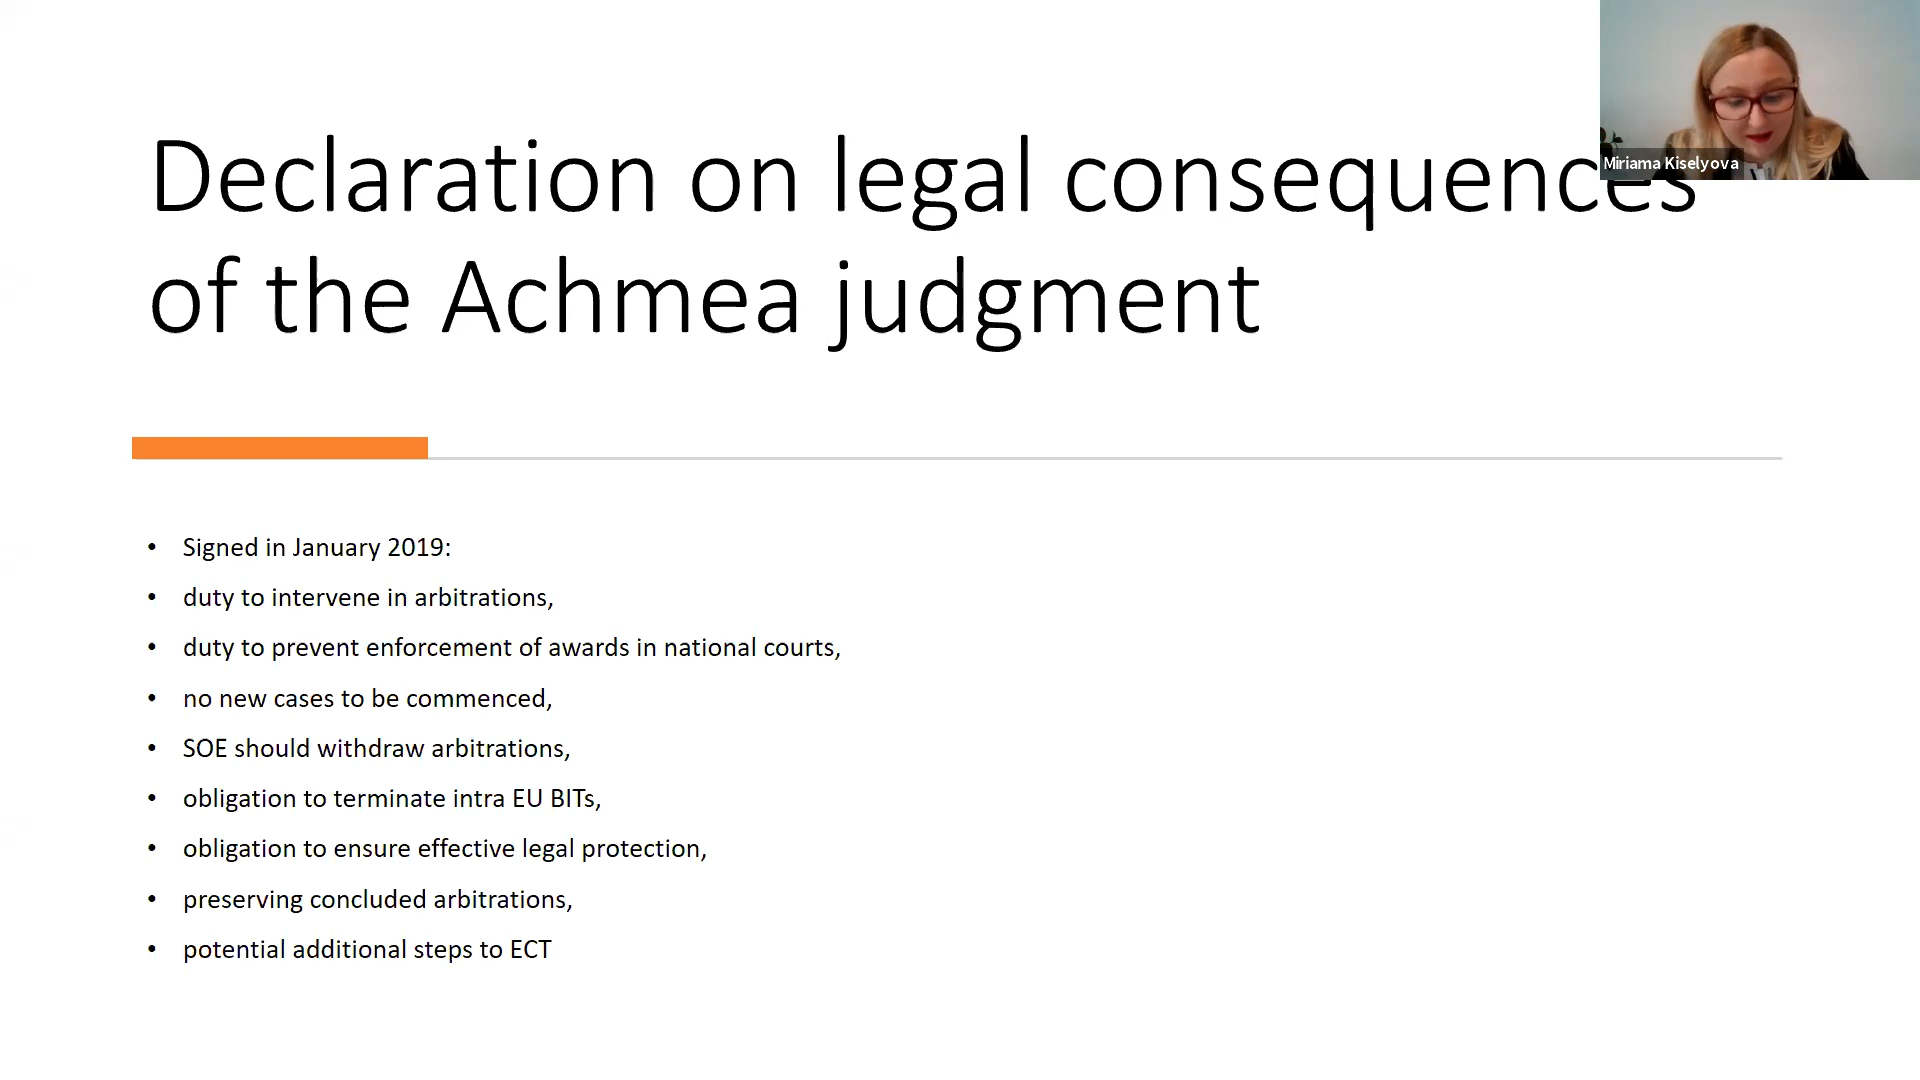 Declaration on legal consequences
of the Achmea judgment
Miriama Kiselyova
• Signed in January 2019:
• duty to intervene in arbitrations,
• duty to prevent enforcement of awards in national courts,
• no new cases to be commenced,
• SOE should withdraw arbitrations,
• obligation to terminate intra EU BITs,
• obligation to ensure effective legal protection,
• preserving concluded arbitrations,
• potential additional steps to ECT